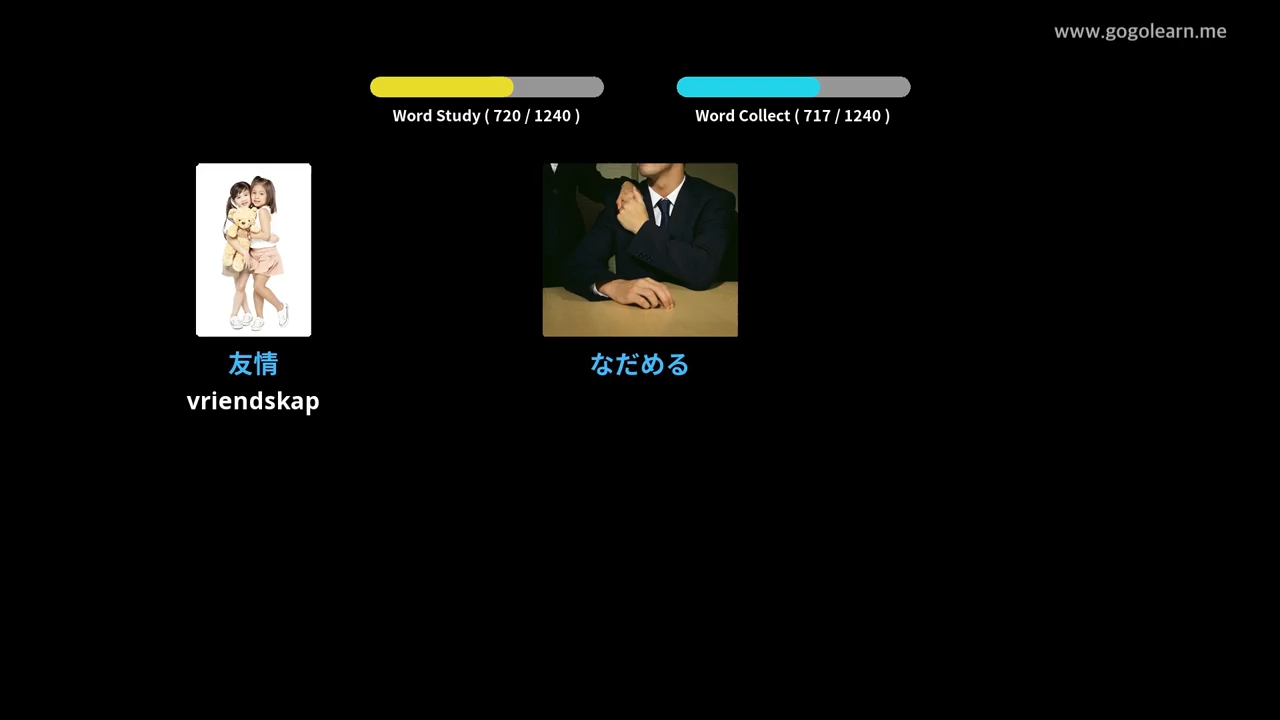 www.gogolearn.me
Word Study ( 720 / 1240 )
Word Collect ( 717 / 1240 )
友情
vriendskap
なだめる